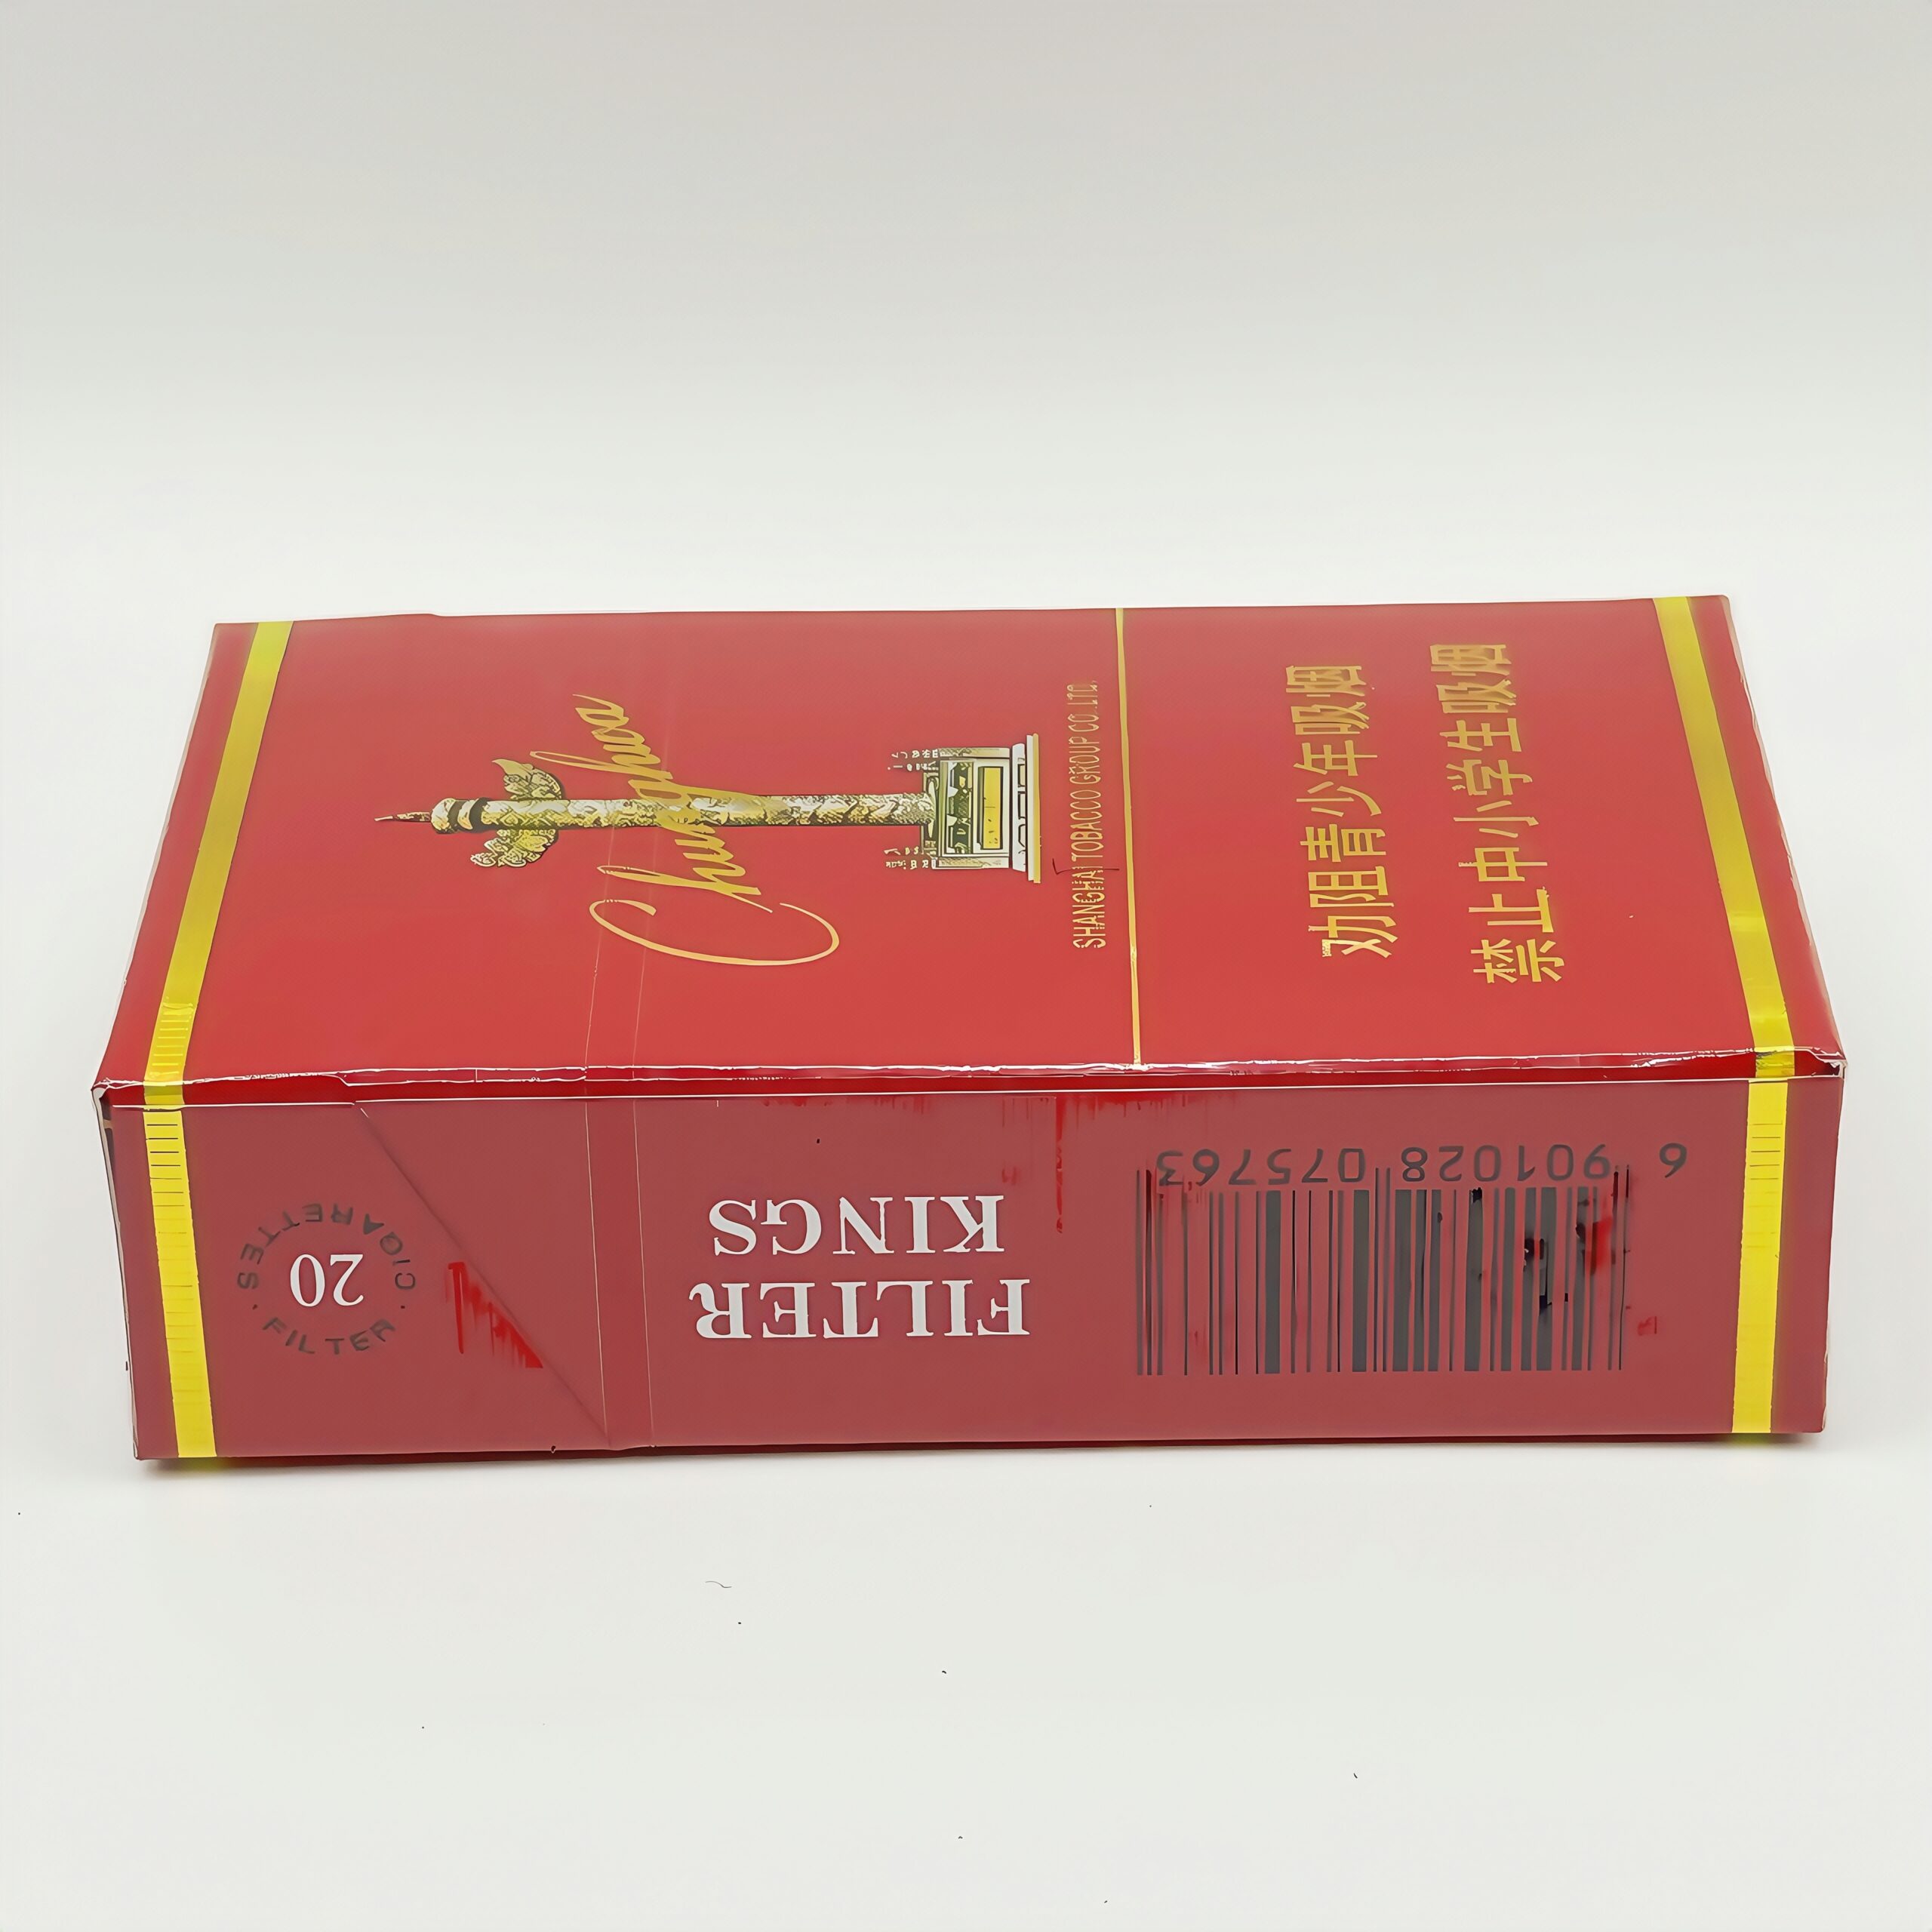 Chunghwa
SHANGHAI TOBACCO GROUP CO.,LTD.
劝阻青少年吸烟
禁止中小学生吸烟
FILTER
KINGS
20
FILTER · CIGARETTES ·
6 901028 075763